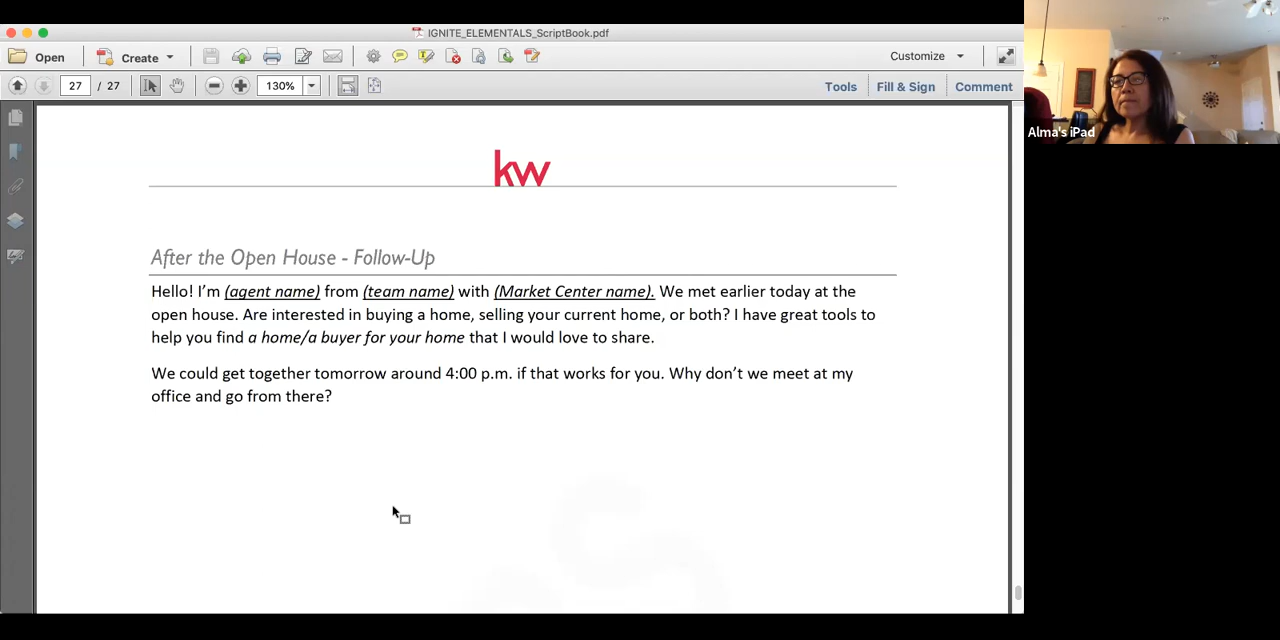 IGNITE_ELEMENTALS_ScriptBook.pdf
Open Create Customize
27 / 27 130% Tools Fill & Sign Comment
Alma's iPad
kw
After the Open House - Follow-Up
Hello! I'm (agent name) from (team name) with (Market Center name). We met earlier today at the
open house. Are interested in buying a home, selling your current home, or both? I have great tools to
help you find a home/a buyer for your home that I would love to share.
We could get together tomorrow around 4:00 p.m. if that works for you. Why don't we meet at my
office and go from there?